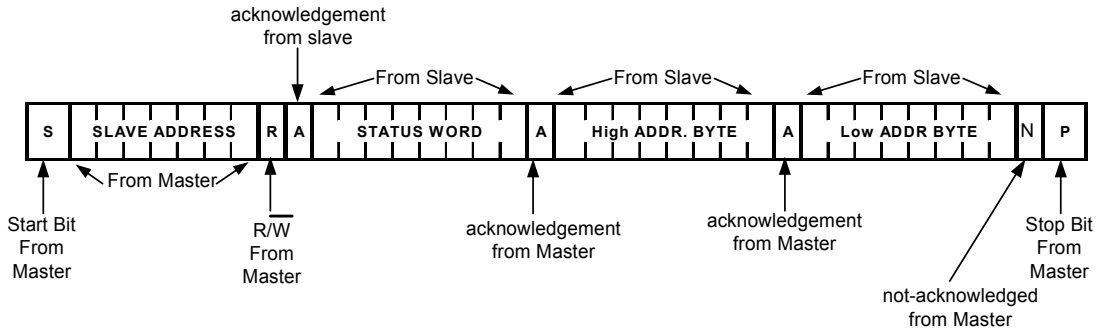 acknowledgement
from slave
From Slave
From Slave
From Slave
S SLAVE ADDRESS R A STATUS WORD A High ADDR. BYTE A Low ADDR BYTE N P
From Master
Start Bit
From
Master
R/W
From
Master
acknowledgement
from Master
acknowledgement
from Master
not-acknowledged
from Master
Stop Bit
From
Master